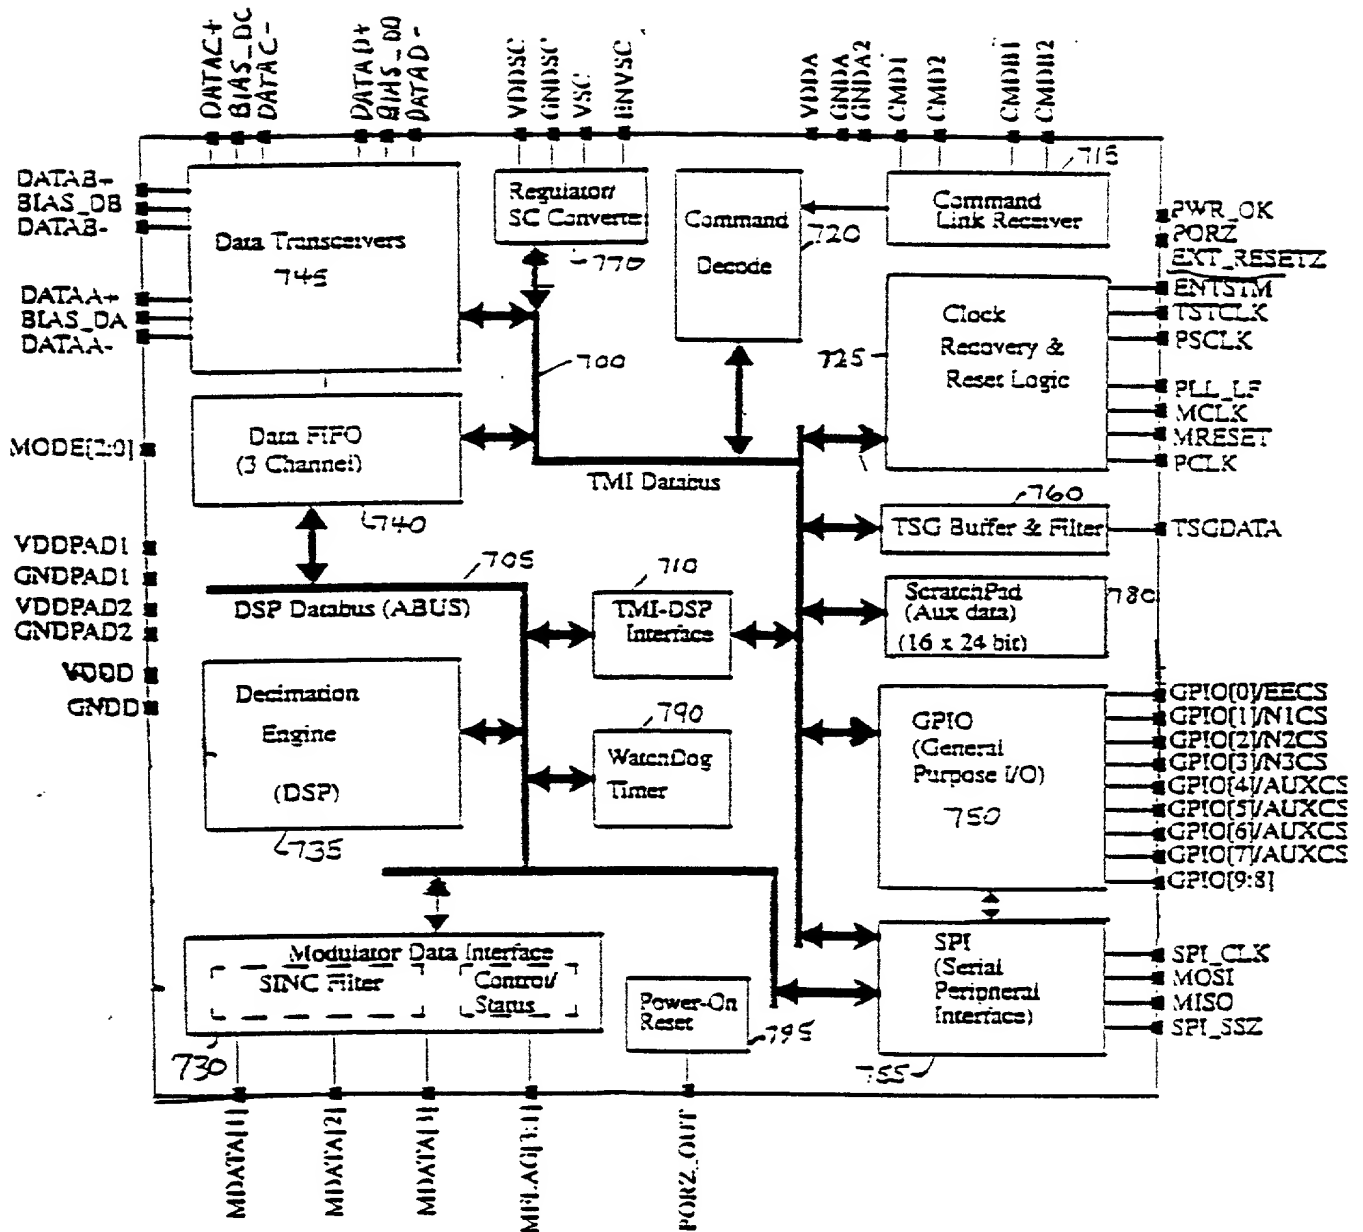 DATAC+
BIAS_DC
DATAC-
DATAD+
BIAS_DD
DATAD-
VDDSC
GNDSC
VSC
ENVSC
VDDA
GNDA
GNDA2
CMD1
CMD2
CMDB1
CMDB2
DATAB+
BIAS_DB
DATAB-
DATAA+
BIAS_DA
DATAA-
MODE[2:0]
VDDPAD1
GNDPAD1
VDDPAD2
GNDPAD2
VDDD
GNDD
Data Transceivers
745
Regulator/
SC Converter
770
Command
Decode
720
715
Command
Link Receiver
PWR_OK
PORZ
EXT_RESETZ
ENTSTM
TSTCLK
PSCLK
PLL_LF
MCLK
MRESET
PCLK
Clock
Recovery &
Reset Logic
725
700
Data FIFO
(3 Channel)
740
TMI Databus
760
TSG Buffer & Filter
TSGDATA
705
DSP Databus (ABUS)
710
TMI-DSP
Interface
ScratchPad
(Aux data)
(16 x 24 bit)
780
Decimation
Engine
(DSP)
735
790
WatchDog
Timer
GPIO
(General
Purpose I/O)
750
GPIO[0]/EECS
GPIO[1]/N1CS
GPIO[2]/N2CS
GPIO[3]/N3CS
GPIO[4]/AUXCS
GPIO[5]/AUXCS
GPIO[6]/AUXCS
GPIO[7]/AUXCS
GPIO[9:8]
Modulator Data Interface
SINC Filter
Control/
Status
730
Power-On
Reset
795
SPI
(Serial
Peripheral
Interface)
755
SPI_CLK
MOSI
MISO
SPI_SSZ
MDATA[1]
MDATA[2]
MDATA[3]
MFLAG[3:1]
PORZ_OUT